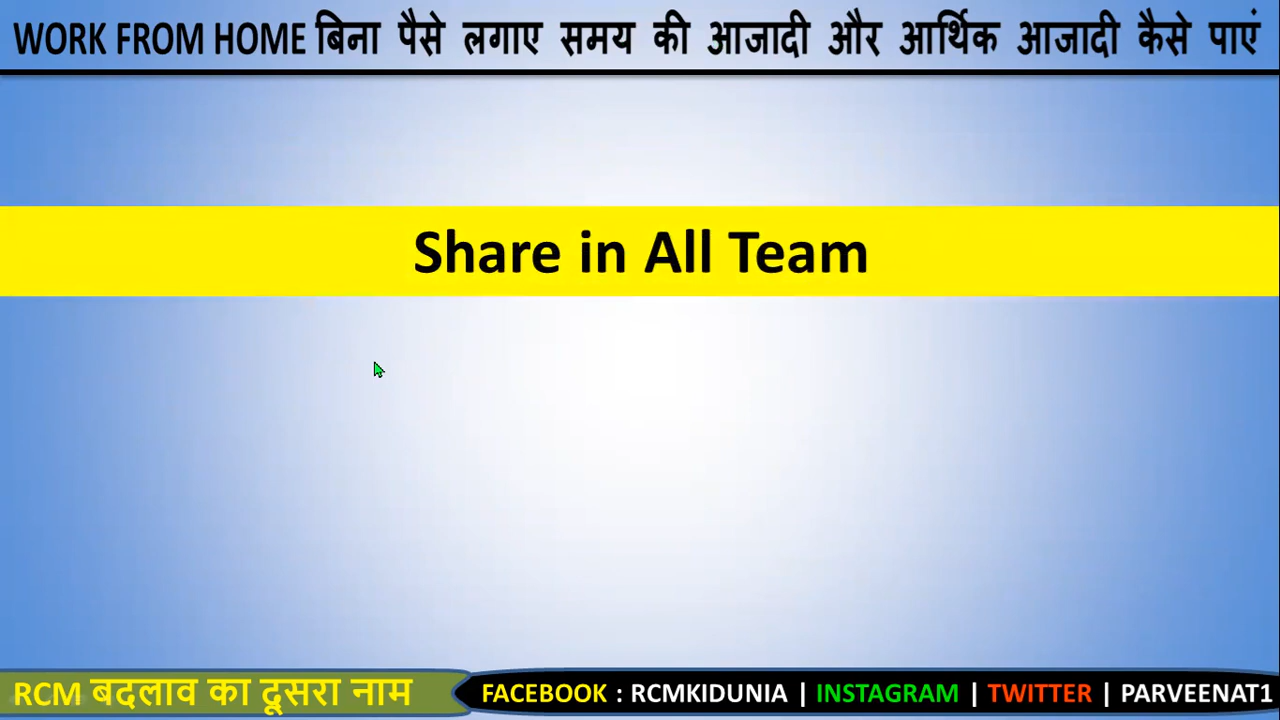 WORK FROM HOME बिना पैसे लगाए समय की आजादी और आर्थिक आजादी कैसे पाएं
Share in All Team
RCM बदलाव का दूसरा नाम
FACEBOOK : RCMKIDUNIA | INSTAGRAM | TWITTER | PARVEENAT1